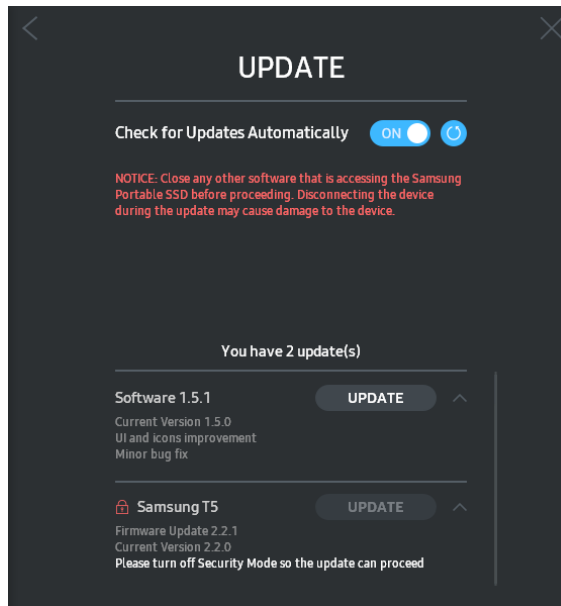 UPDATE
Check for Updates Automatically ON
NOTICE: Close any other software that is accessing the Samsung
Portable SSD before proceeding. Disconnecting the device
during the update may cause damage to the device.
You have 2 update(s)
Software 1.5.1 UPDATE
Current Version 1.5.0
UI and icons improvement
Minor bug fix
Samsung T5 UPDATE
Firmware Update 2.2.1
Current Version 2.2.0
Please turn off Security Mode so the update can proceed